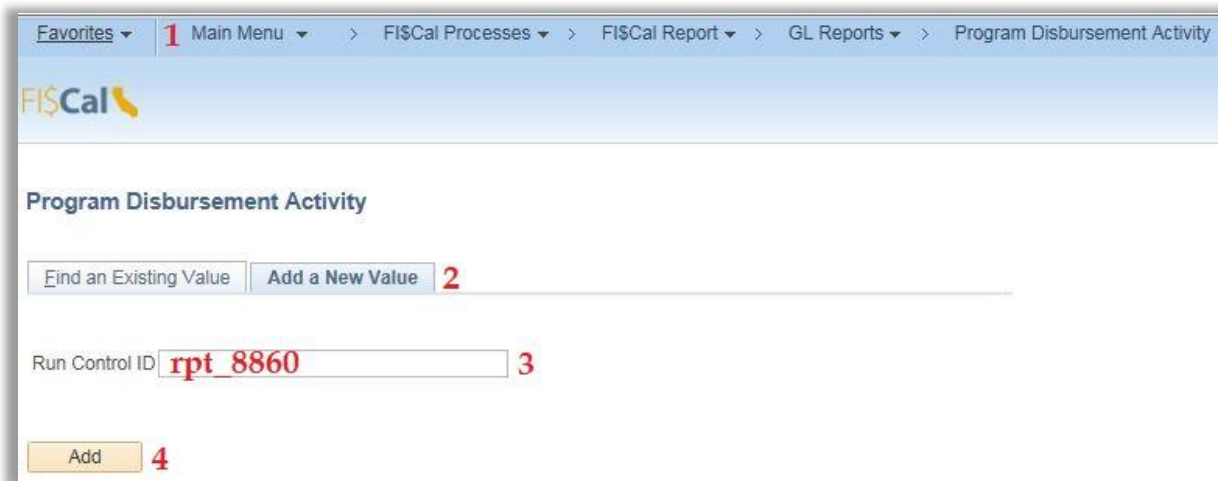 Favorites 1 Main Menu > FI$Cal Processes > FI$Cal Report > GL Reports > Program Disbursement Activity
FI$Cal
Program Disbursement Activity
Find an Existing Value Add a New Value 2
Run Control ID rpt_8860 3
Add 4